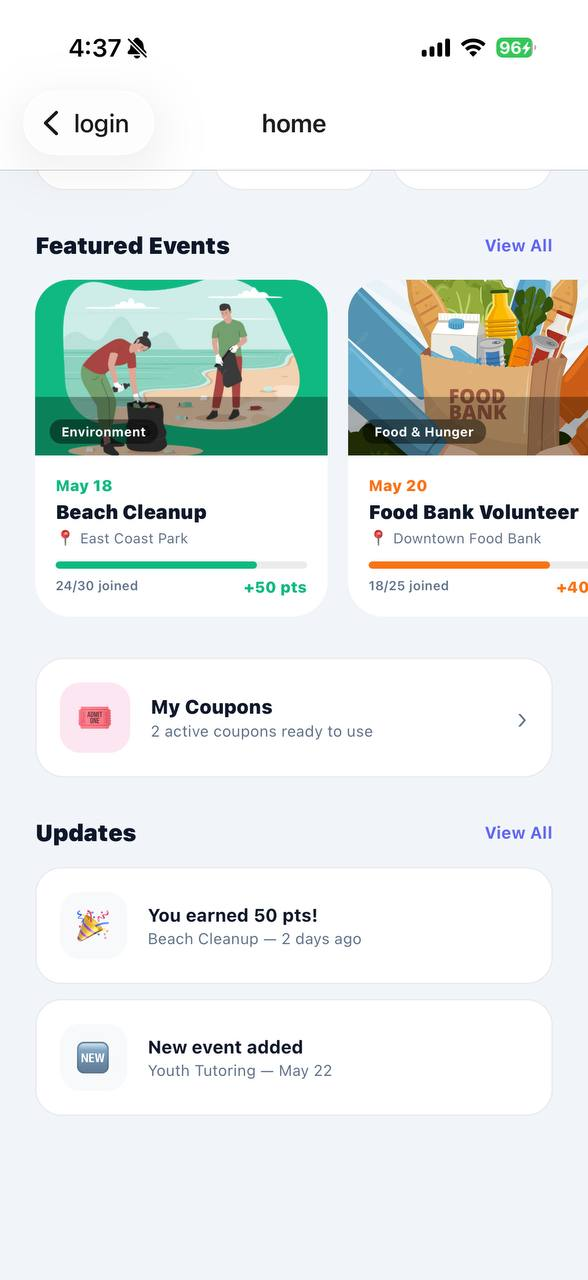 4:37
96
login
home
Featured Events
View All
FOOD
BANK
Environment
Food & Hunger
May 18
Beach Cleanup
East Coast Park
24/30 joined
+50 pts
May 20
Food Bank Volunteer
Downtown Food Bank
18/25 joined
+40
ADMIT
ONE
My Coupons
2 active coupons ready to use
Updates
View All
You earned 50 pts!
Beach Cleanup — 2 days ago
NEW
New event added
Youth Tutoring — May 22